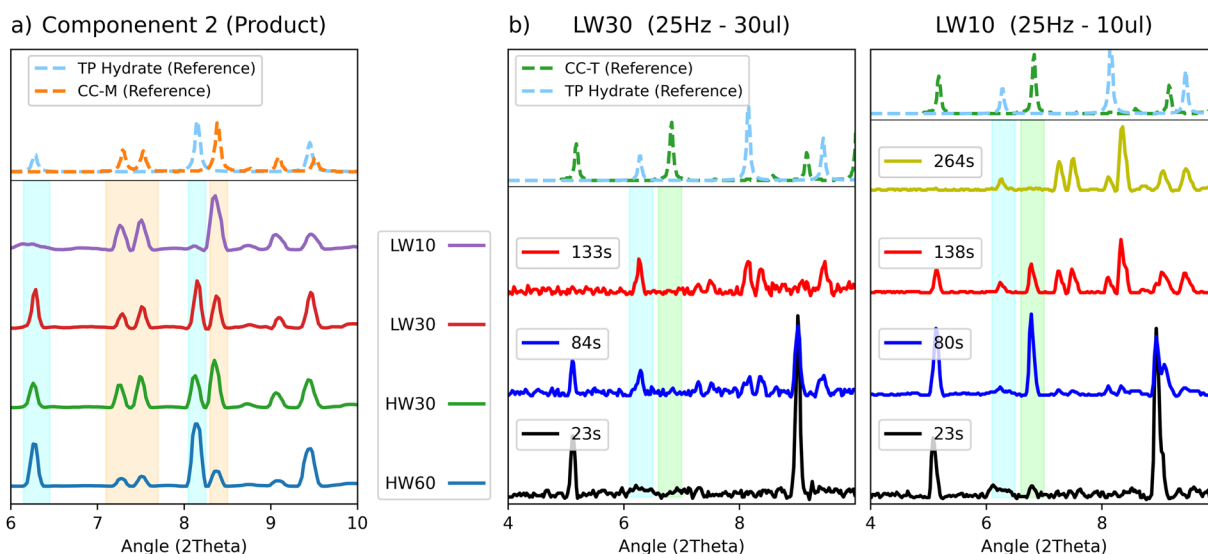 a) Componenent 2 (Product)
TP Hydrate (Reference)
CC-M (Reference)
6 7 8 9 10
Angle (2Theta)
LW10
LW30
HW30
HW60
b) LW30 (25Hz - 30ul)
CC-T (Reference)
TP Hydrate (Reference)
133s
84s
23s
4 6 8
Angle (2Theta)
LW10 (25Hz - 10ul)
264s
138s
80s
23s
4 6 8
Angle (2Theta)